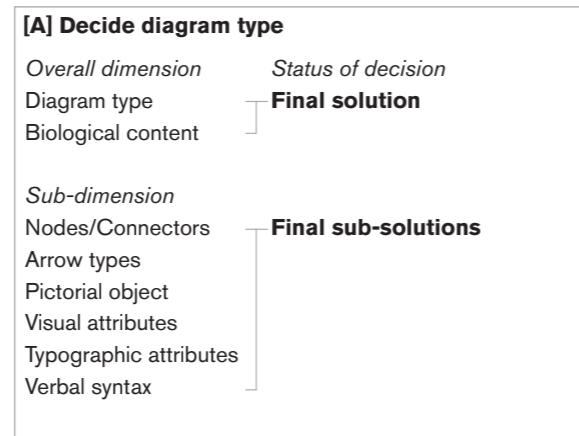 [A] Decide diagram type
Overall dimension Status of decision
Diagram type Final solution
Biological content
Sub-dimension
Nodes/Connectors Final sub-solutions
Arrow types
Pictorial object
Visual attributes
Typographic attributes
Verbal syntax